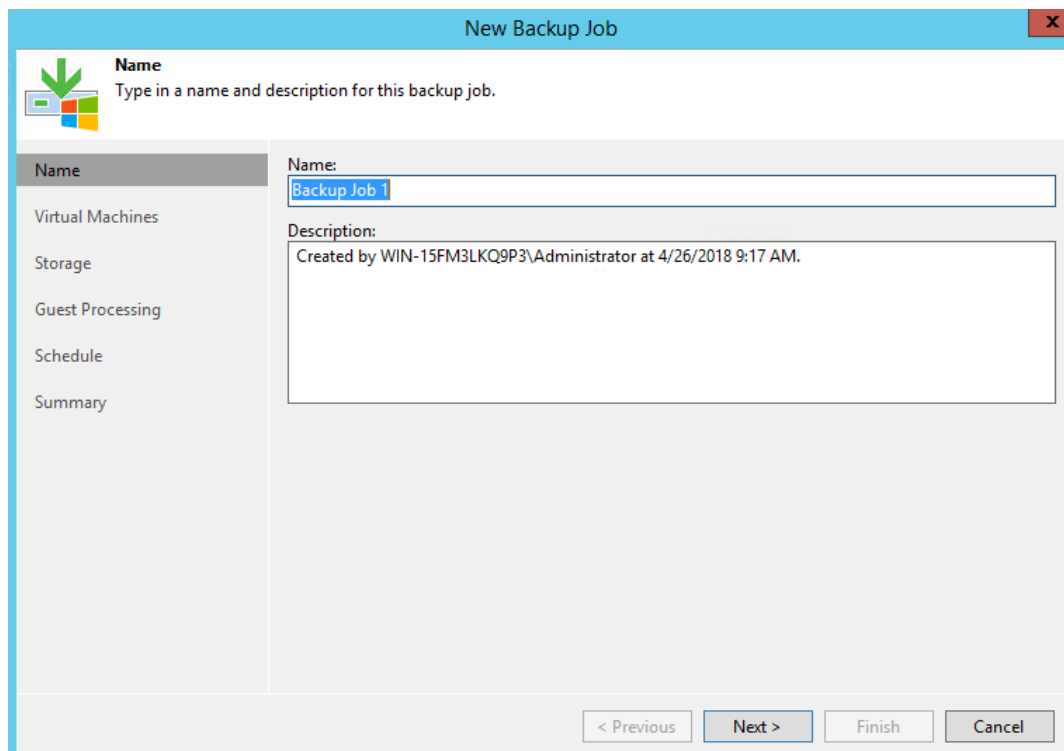 New Backup Job
x
Name
Type in a name and description for this backup job.
Name
Virtual Machines
Storage
Guest Processing
Schedule
Summary
Name:
Backup Job 1
Description:
Created by WIN-15FM3LKQ9P3\Administrator at 4/26/2018 9:17 AM.
< Previous
Next >
Finish
Cancel